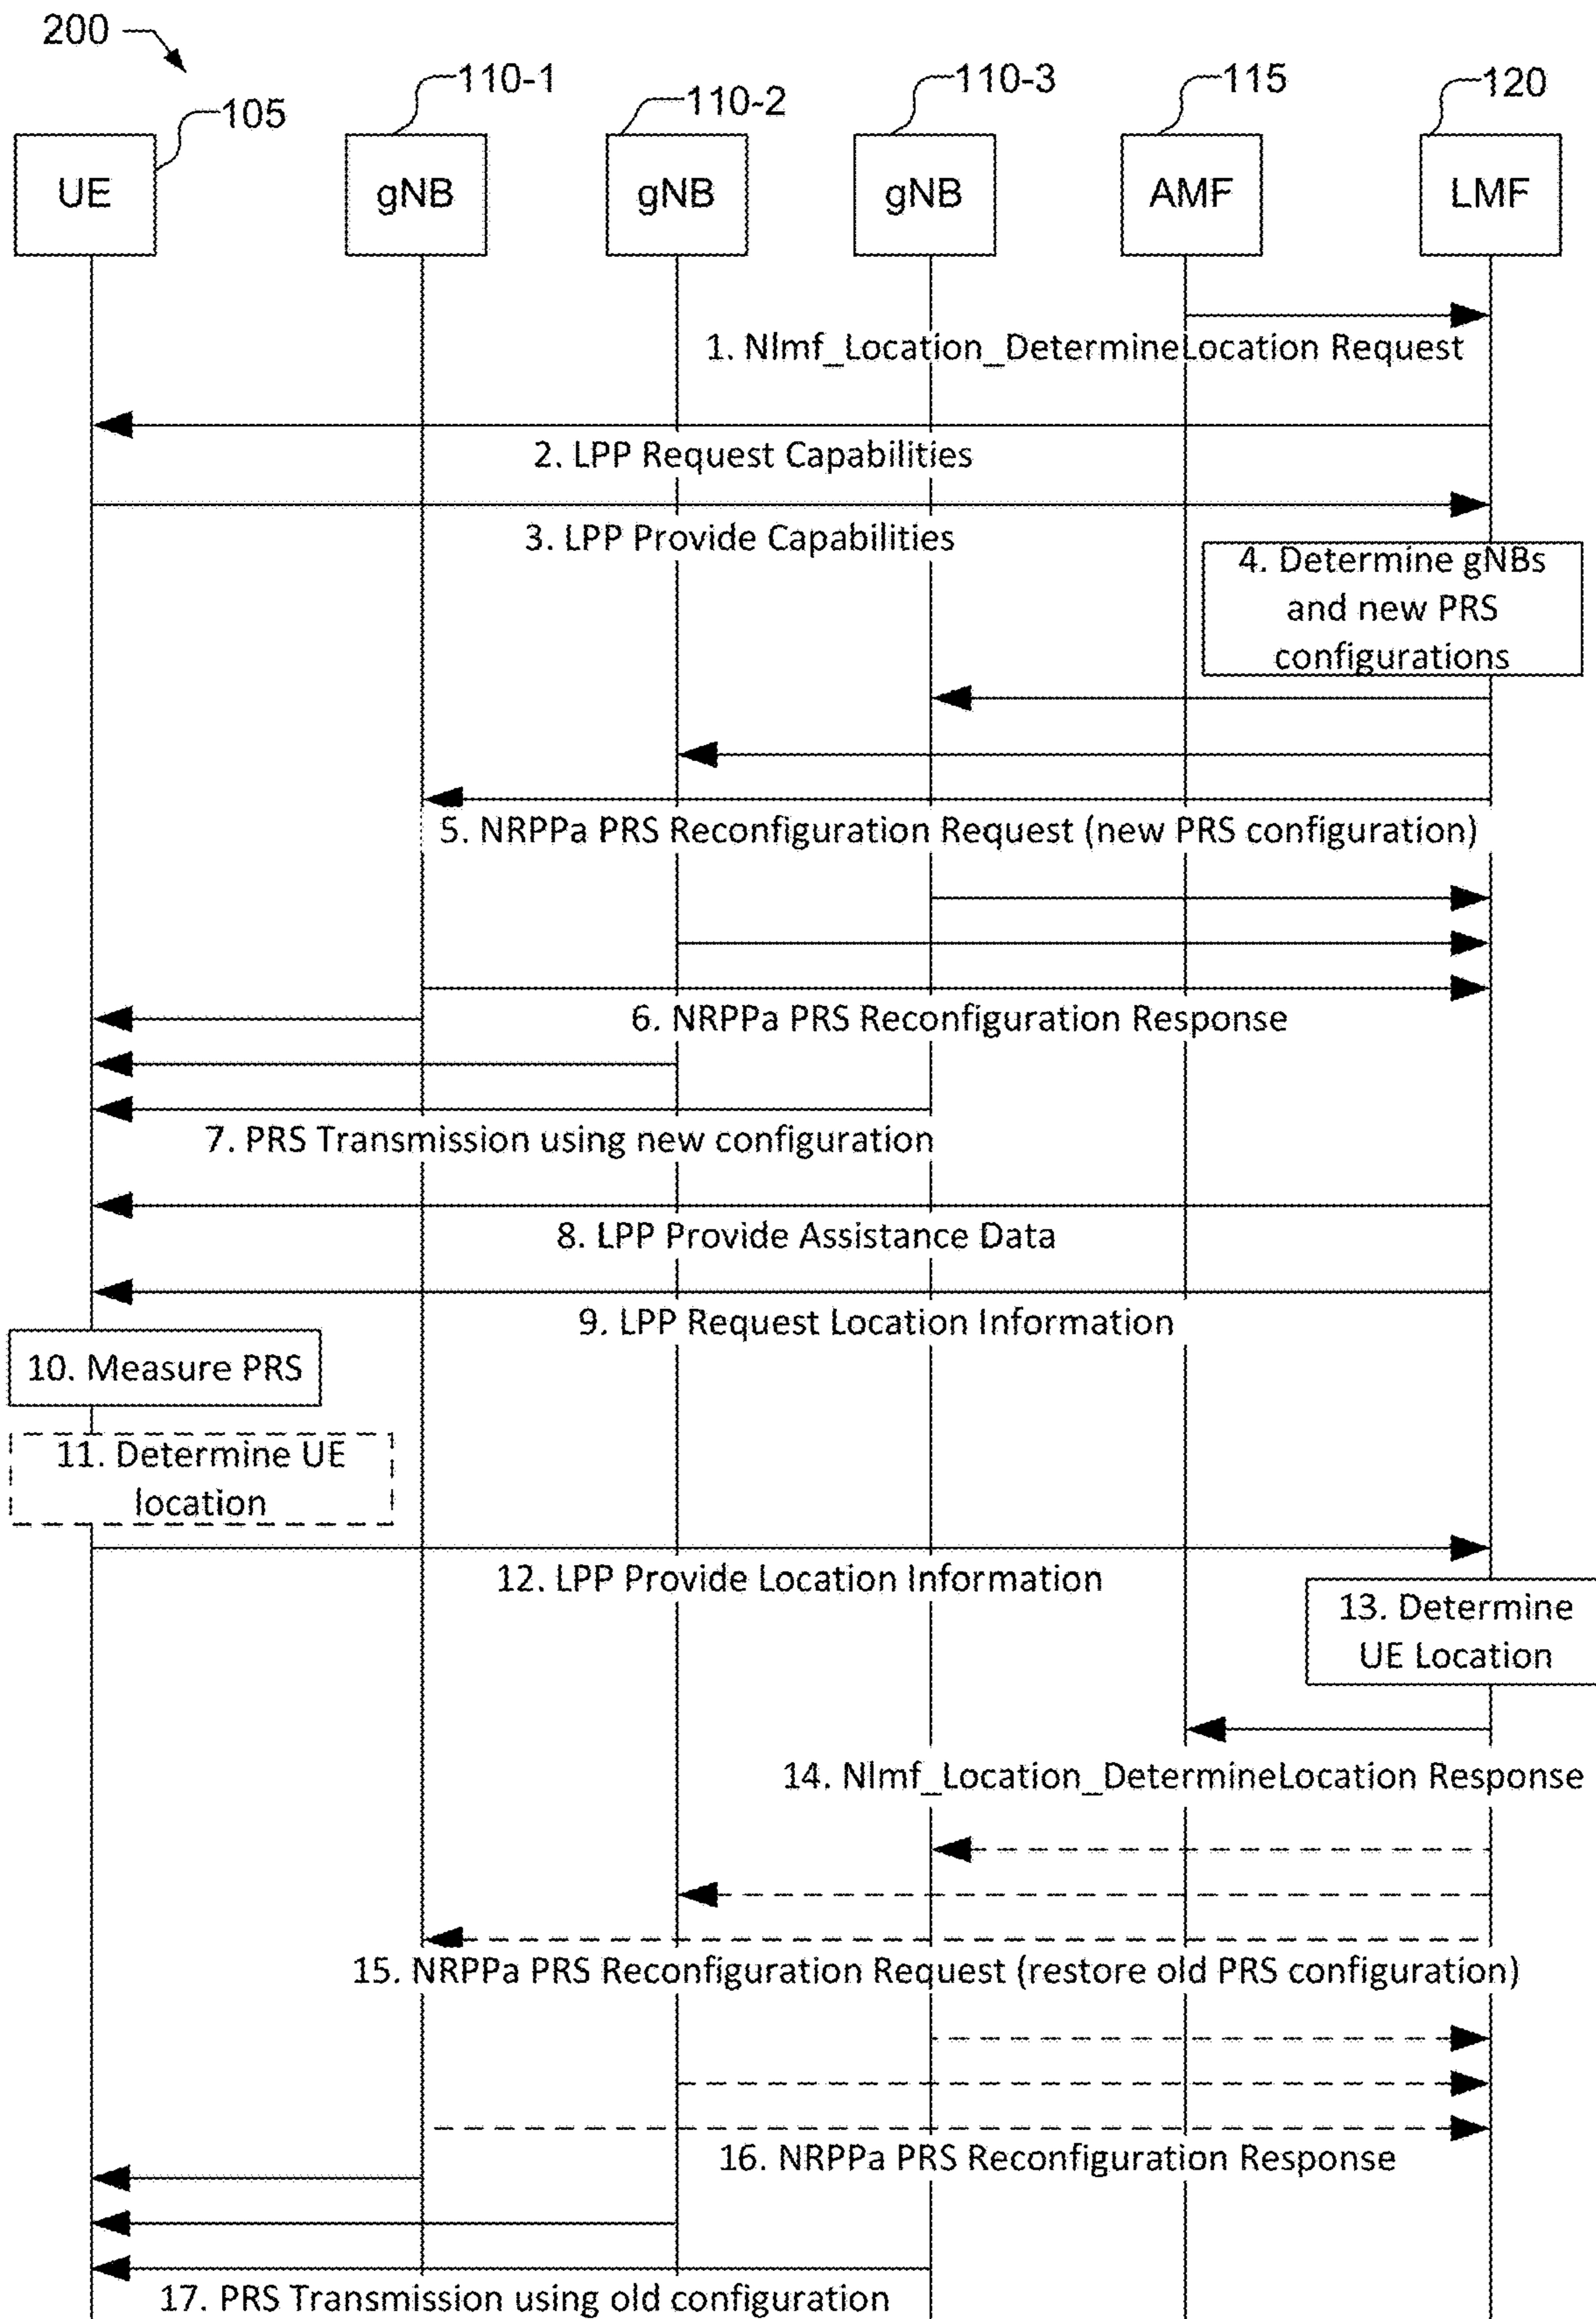 200
105
110-1
110-2
110-3
115
120
UE
gNB
gNB
gNB
AMF
LMF
1. Nlmf_Location_DetermineLocation Request
2. LPP Request Capabilities
3. LPP Provide Capabilities
4. Determine gNBs
and new PRS
configurations
5. NRPPa PRS Reconfiguration Request (new PRS configuration)
6. NRPPa PRS Reconfiguration Response
7. PRS Transmission using new configuration
8. LPP Provide Assistance Data
9. LPP Request Location Information
10. Measure PRS
11. Determine UE
location
12. LPP Provide Location Information
13. Determine
UE Location
14. Nlmf_Location_DetermineLocation Response
15. NRPPa PRS Reconfiguration Request (restore old PRS configuration)
16. NRPPa PRS Reconfiguration Response
17. PRS Transmission using old configuration